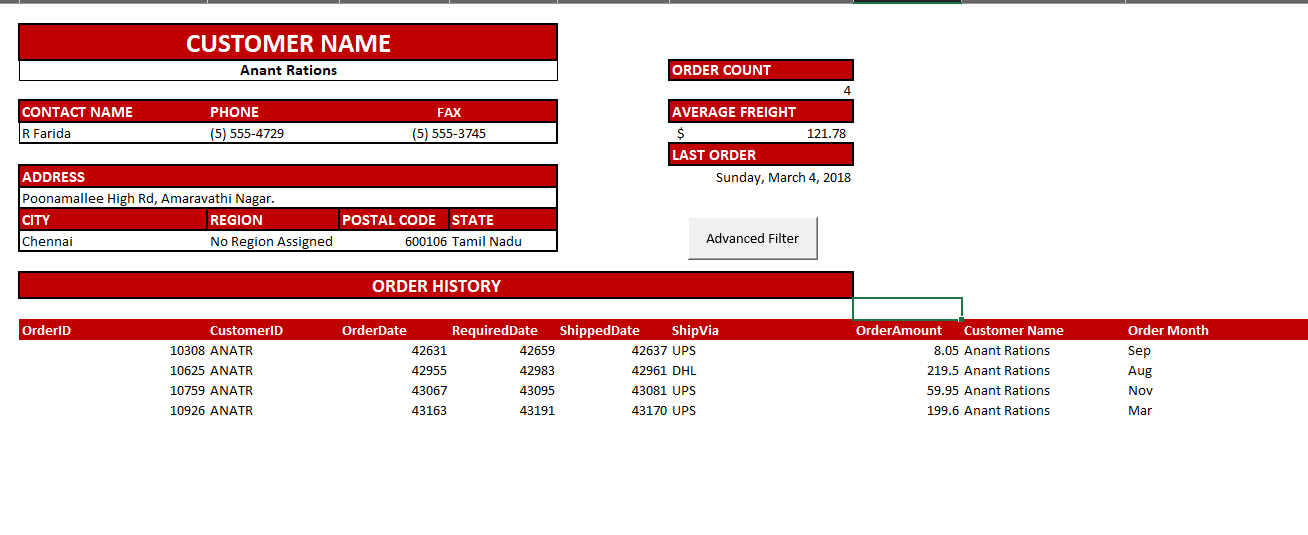 CUSTOMER NAME
Anant Rations
ORDER COUNT
4
CONTACT NAME PHONE FAX
R Farida (5) 555-4729 (5) 555-3745
AVERAGE FREIGHT
$ 121.78
LAST ORDER
Sunday, March 4, 2018
ADDRESS
Poonamallee High Rd, Amaravathi Nagar.
CITY REGION POSTAL CODE STATE
Chennai No Region Assigned 600106 Tamil Nadu
Advanced Filter
ORDER HISTORY
OrderID CustomerID OrderDate RequiredDate ShippedDate ShipVia OrderAmount Customer Name Order Month
10308 ANATR 42631 42659 42637 UPS 8.05 Anant Rations Sep
10625 ANATR 42955 42983 42961 DHL 219.5 Anant Rations Aug
10759 ANATR 43067 43095 43081 UPS 59.95 Anant Rations Nov
10926 ANATR 43163 43191 43170 UPS 199.6 Anant Rations Mar